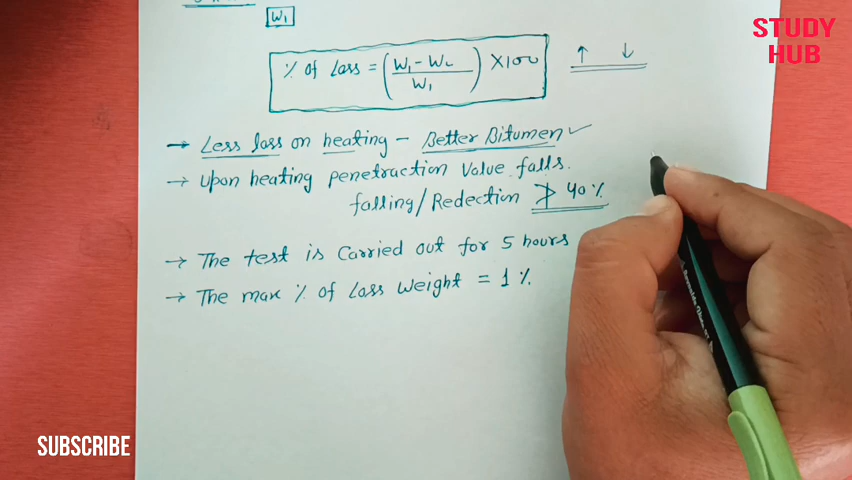 W₁
STUDY
HUB
% of Loss = (W₁ - W₂ / W₁) × 100 ↑ ↓
→ Less loss on heating - Better Bitumen ✓
→ Upon heating penetraction Value falls.
falling/Redection ≯ 40 %
→ The test is Carried out for 5 hours
→ The max % of Loss Weight = 1 %.
SUBSCRIBE